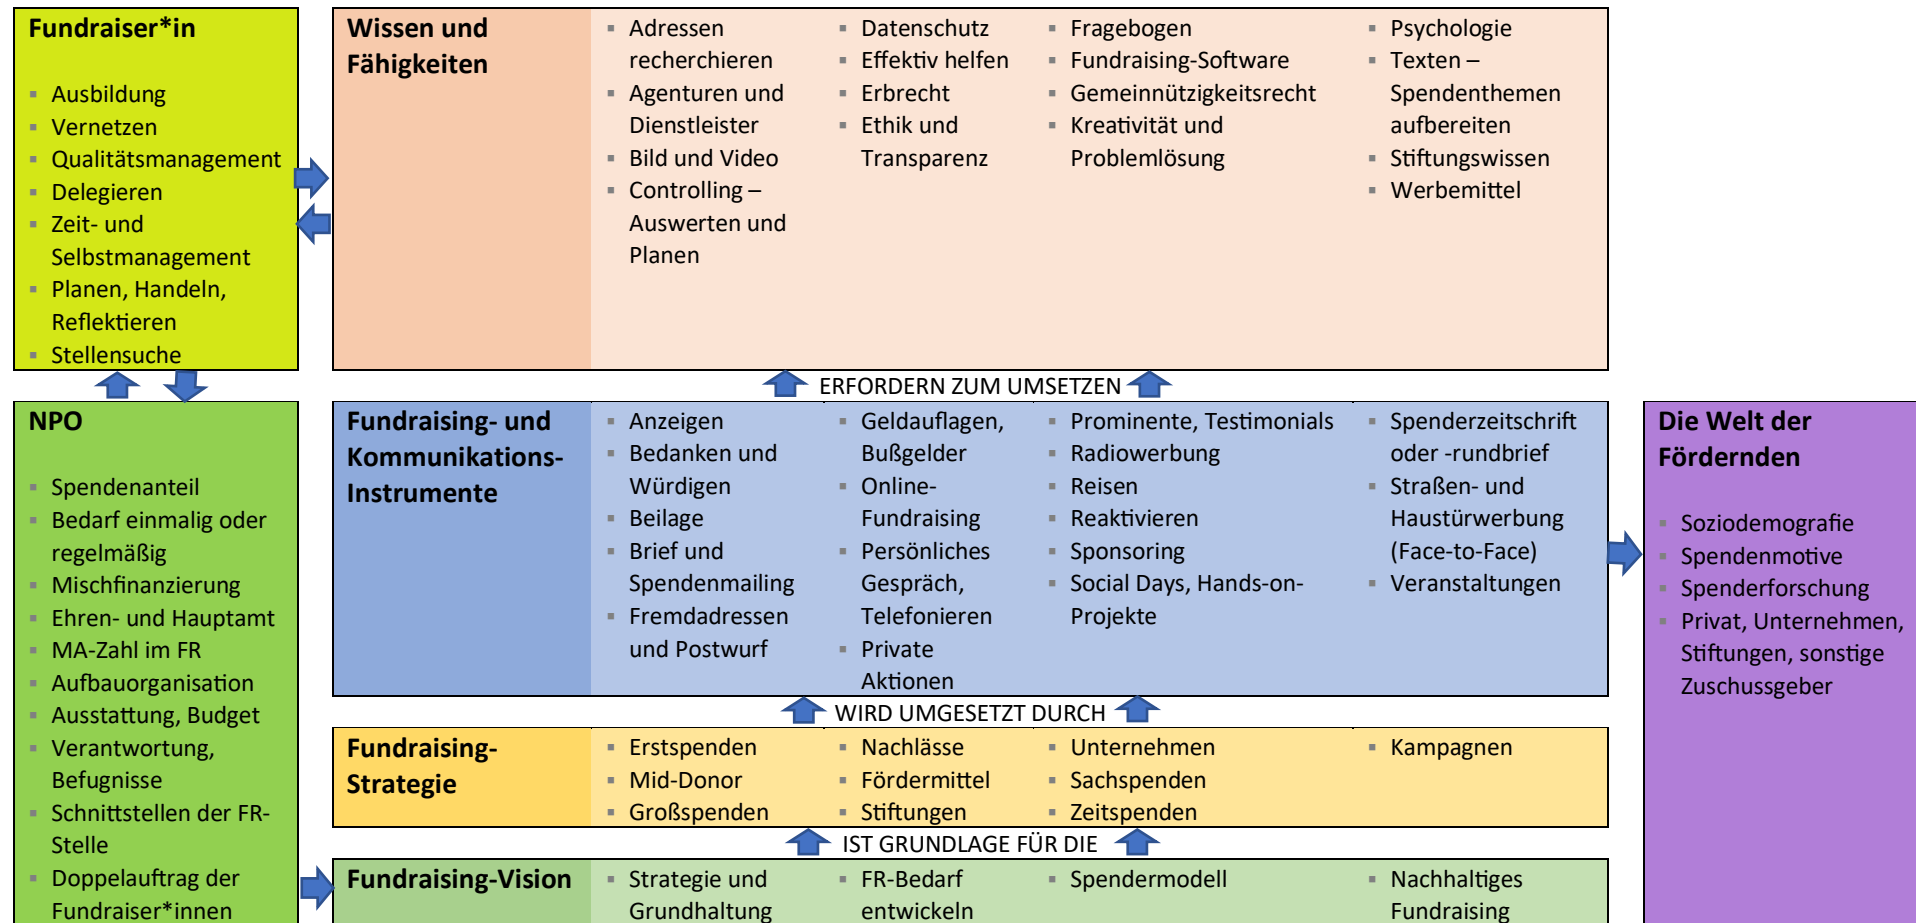 Fundraiser*in
▪ Ausbildung
▪ Vernetzen
▪ Qualitätsmanagement
▪ Delegieren
▪ Zeit- und
Selbstmanagement
▪ Planen, Handeln,
Reflektieren
▪ Stellensuche
Wissen und
Fähigkeiten
▪ Adressen
recherchieren
▪ Agenturen und
Dienstleister
▪ Bild und Video
▪ Controlling –
Auswerten und
Planen
▪ Datenschutz
▪ Effektiv helfen
▪ Erbrecht
▪ Ethik und
Transparenz
▪ Fragebogen
▪ Fundraising-Software
▪ Gemeinnützigkeitsrecht
▪ Kreativität und
Problemlösung
▪ Psychologie
▪ Texten –
Spendenthemen
aufbereiten
▪ Stiftungswissen
▪ Werbemittel
ERFORDERN ZUM UMSETZEN
NPO
▪ Spendenanteil
▪ Bedarf einmalig oder
regelmäßig
▪ Mischfinanzierung
▪ Ehren- und Hauptamt
▪ MA-Zahl im FR
▪ Aufbauorganisation
▪ Ausstattung, Budget
▪ Verantwortung,
Befugnisse
▪ Schnittstellen der FR-
Stelle
▪ Doppelauftrag der
Fundraiser*innen
Fundraising- und
Kommunikations-
Instrumente
▪ Anzeigen
▪ Bedanken und
Würdigen
▪ Beilage
▪ Brief und
Spendenmailing
▪ Fremdadressen
und Postwurf
▪ Geldauflagen,
Bußgelder
▪ Online-
Fundraising
▪ Persönliches
Gespräch,
Telefonieren
▪ Private
Aktionen
▪ Prominente, Testimonials
▪ Radiowerbung
▪ Reisen
▪ Reaktivieren
▪ Sponsoring
▪ Social Days, Hands-on-
Projekte
▪ Spenderzeitschrift
oder -rundbrief
▪ Straßen- und
Haustürwerbung
(Face-to-Face)
▪ Veranstaltungen
Die Welt der
Fördernden
▪ Soziodemografie
▪ Spendenmotive
▪ Spenderforschung
▪ Privat, Unternehmen,
Stiftungen, sonstige
Zuschussgeber
WIRD UMGESETZT DURCH
Fundraising-
Strategie
▪ Erstspenden
▪ Mid-Donor
▪ Großspenden
▪ Nachlässe
▪ Fördermittel
▪ Stiftungen
▪ Unternehmen
▪ Sachspenden
▪ Zeitspenden
▪ Kampagnen
IST GRUNDLAGE FÜR DIE
Fundraising-Vision
▪ Strategie und
Grundhaltung
▪ FR-Bedarf
entwickeln
▪ Spendermodell
▪ Nachhaltiges
Fundraising